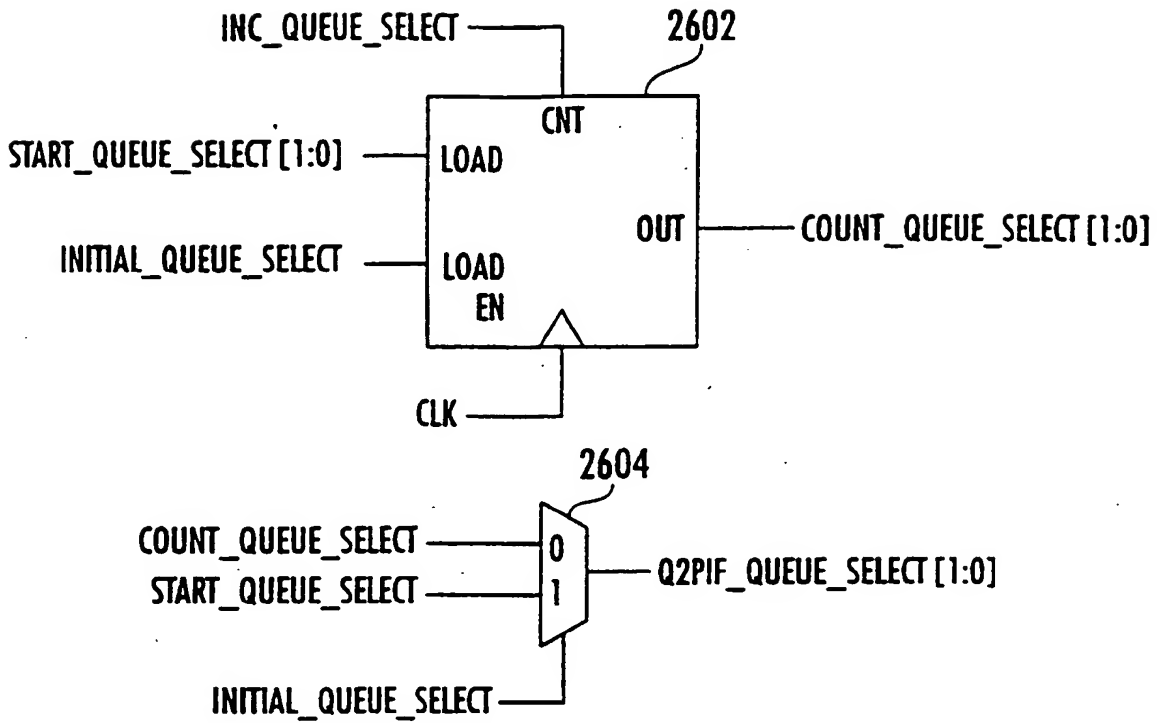 INC_QUEUE_SELECT
2602
CNT
START_QUEUE_SELECT [1:0]
LOAD
OUT
COUNT_QUEUE_SELECT [1:0]
INITIAL_QUEUE_SELECT
LOAD
EN
CLK
2604
COUNT_QUEUE_SELECT
0
START_QUEUE_SELECT
1
Q2PIF_QUEUE_SELECT [1:0]
INITIAL_QUEUE_SELECT